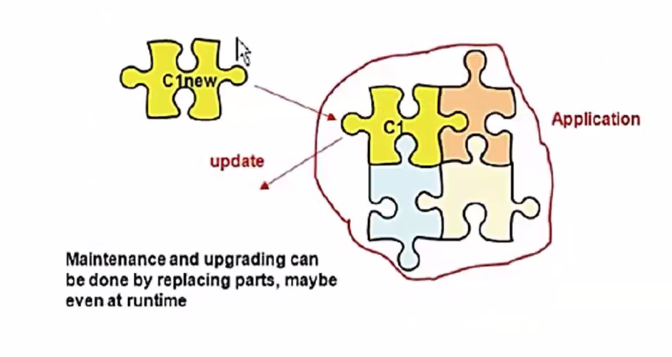 C1new
C1
Application
update
Maintenance and upgrading can
be done by replacing parts, maybe
even at runtime